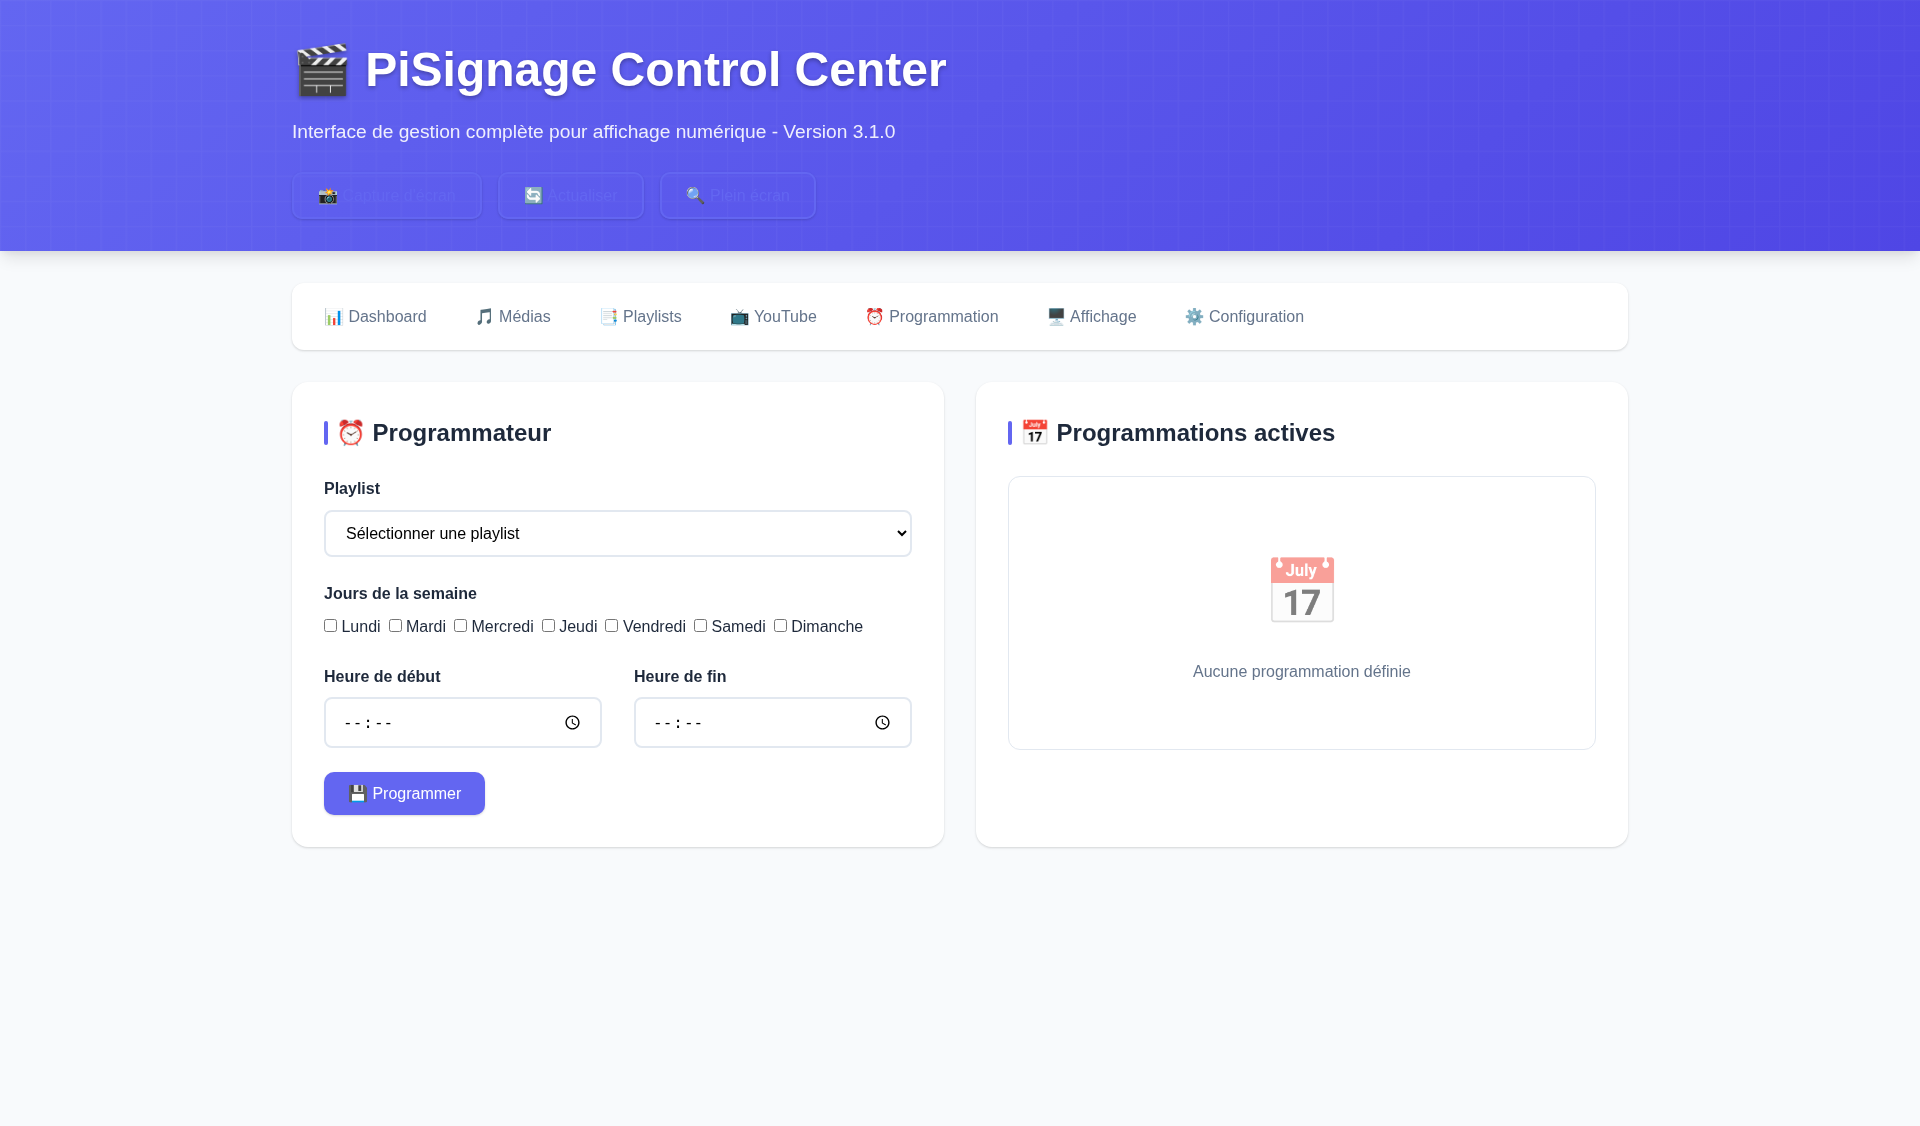 🎬 PiSignage Control Center
Interface de gestion complète pour affichage numérique - Version 3.1.0
📸 Capture d'écran 🔄 Actualiser 🔍 Plein écran
📊 Dashboard 🎵 Médias 📑 Playlists 📺 YouTube ⏰ Programmation 🖥️ Affichage ⚙️ Configuration
⏰ Programmateur
Playlist
Sélectionner une playlist
Jours de la semaine
Lundi Mardi Mercredi Jeudi Vendredi Samedi Dimanche
Heure de début Heure de fin
--:-- --:--
💾 Programmer
📅 Programmations actives
July
17
Aucune programmation définie